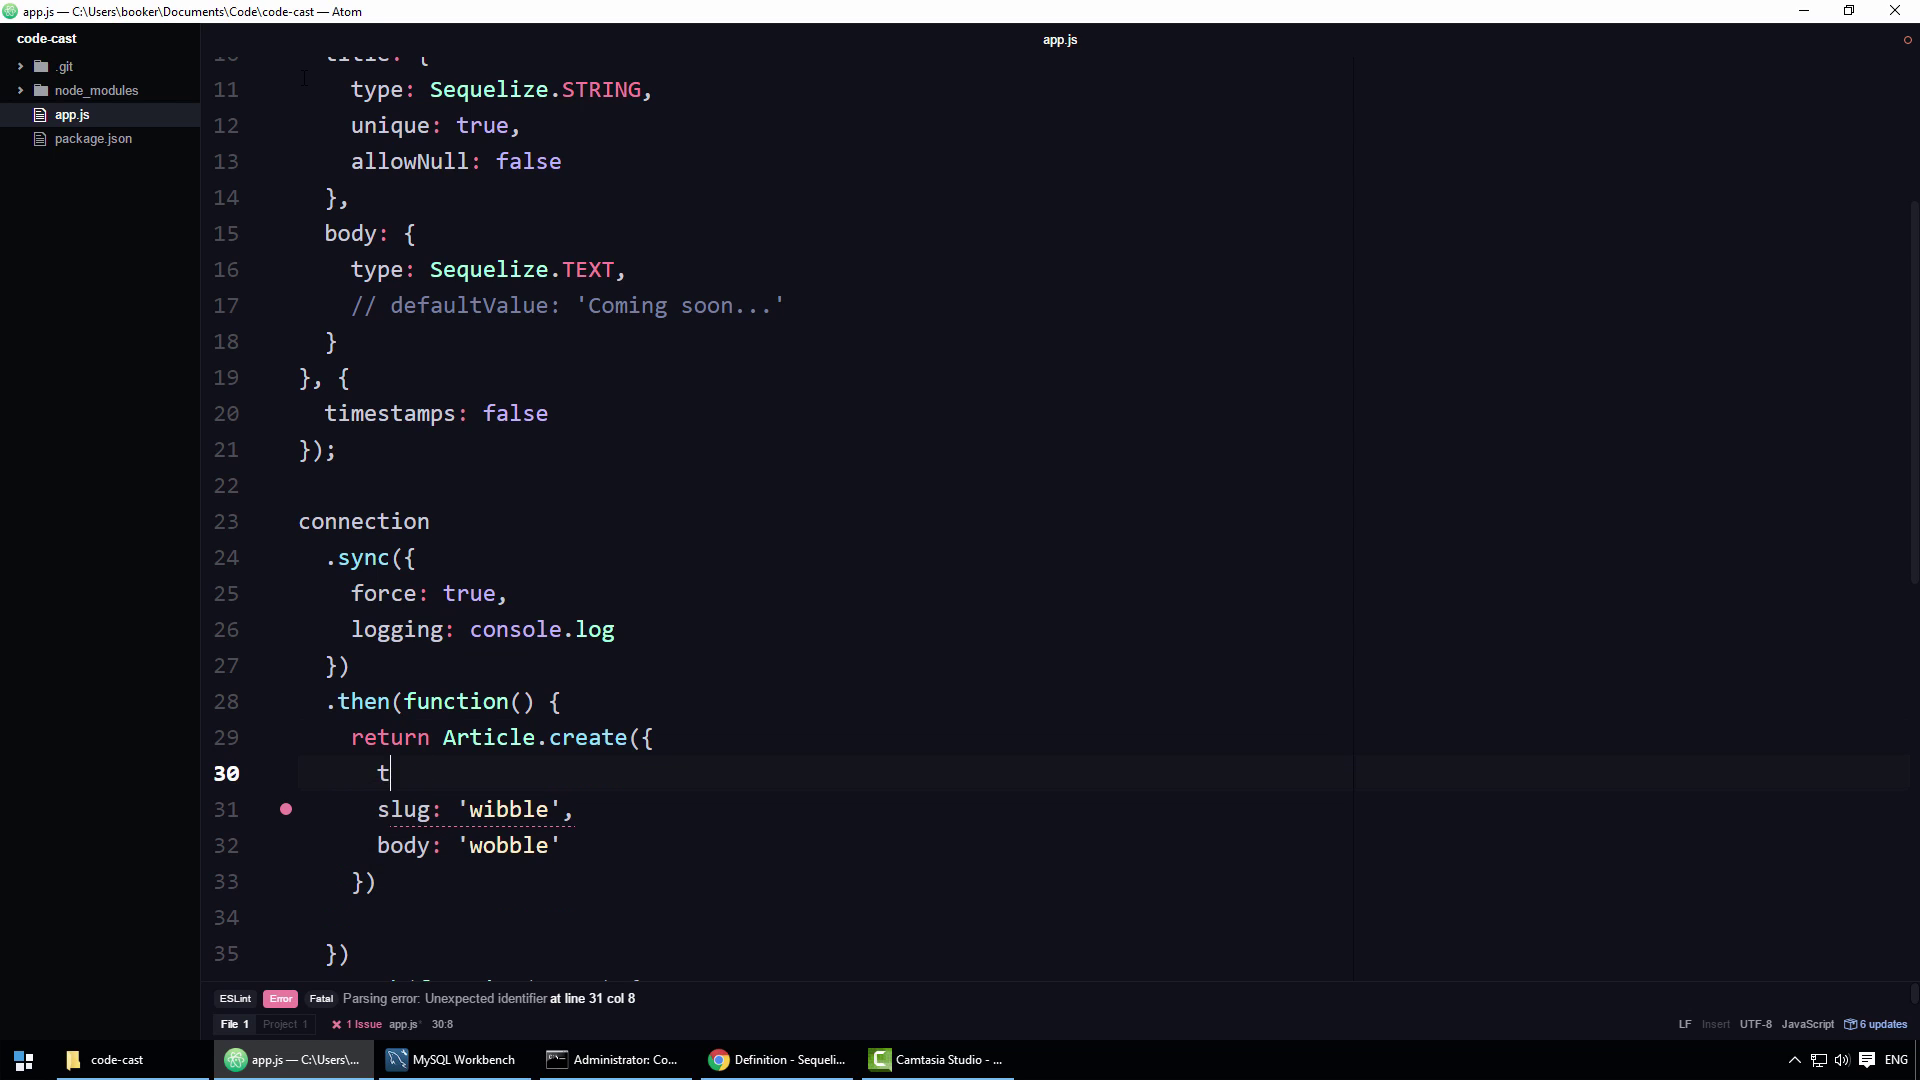 app.js — C:\Users\booker\Documents\Code\code-cast — Atom
code-cast
.git
node_modules
app.js
package.json
app.js
10 title: {
11 type: Sequelize.STRING,
12 unique: true,
13 allowNull: false
14 },
15 body: {
16 type: Sequelize.TEXT,
17 // defaultValue: 'Coming soon...'
18 }
19 }, {
20 timestamps: false
21 });
22
23 connection
24 .sync({
25 force: true,
26 logging: console.log
27 })
28 .then(function() {
29 return Article.create({
30 t
31 slug: 'wibble',
32 body: 'wobble'
33 })
34
35 })
ESLint Error Fatal Parsing error: Unexpected identifier at line 31 col 8
File 1 Project 1 1 Issue app.js* 30:8 LF Insert UTF-8 JavaScript 6 updates
code-cast app.js — C:\Users\... MySQL Workbench Administrator: Co... Definition - Sequeli... Camtasia Studio - ... ENG